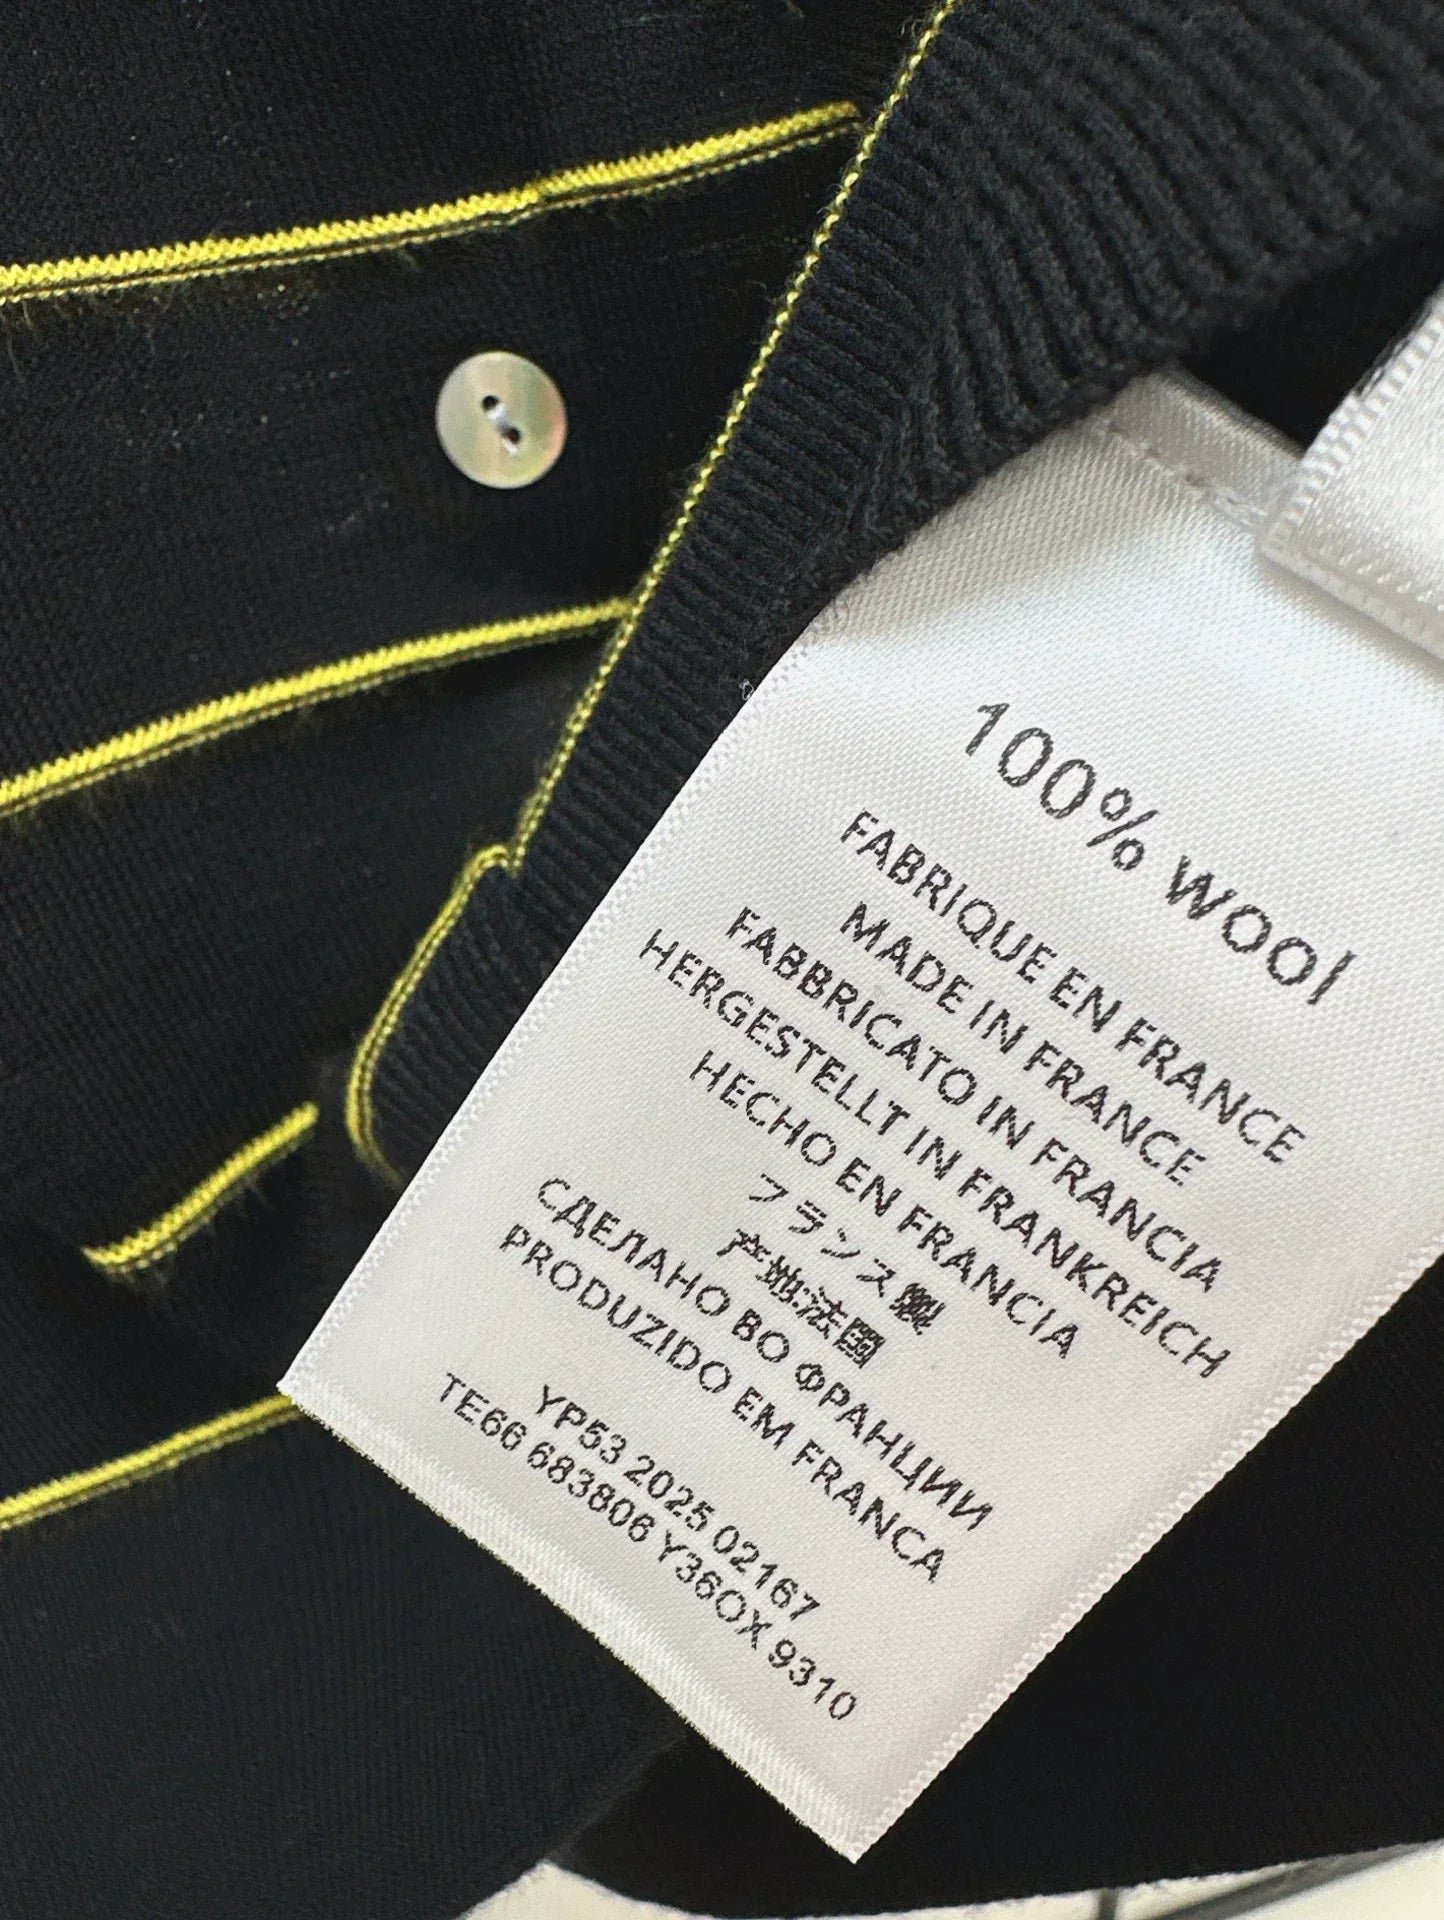 100% Wool
FABRIQUE EN FRANCE
MADE IN FRANCE
FABBRICATO IN FRANCIA
HERGESTELLT IN FRANKREICH
HECHO EN FRANCIA
フランス製
产地:法国
СДЕЛАНО ВО ФРАНЦИИ
PRODUZIDO EM FRANCA
YP53 2025 02167
TE66 683806 Y36OX 9310